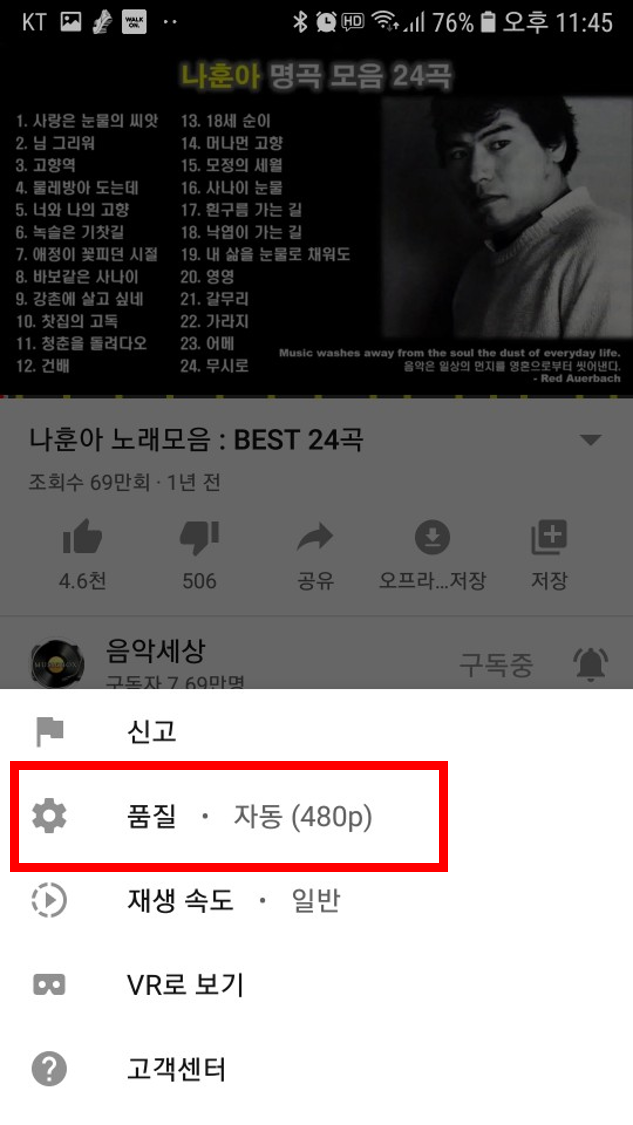 KT WALK ON. HD 76% 오후 11:45
나훈아 명곡 모음 24곡
1. 사랑은 눈물의 씨앗
2. 님 그리워
3. 고향역
4. 물레방아 도는데
5. 너와 나의 고향
6. 녹슬은 기찻길
7. 애정이 꽃피던 시절
8. 바보같은 사나이
9. 강촌에 살고 싶네
10. 찻집의 고독
11. 청춘을 돌려다오
12. 건배
13. 18세 순이
14. 머나먼 고향
15. 모정의 세월
16. 사나이 눈물
17. 흰구름 가는 길
18. 낙엽이 가는 길
19. 내 삶을 눈물로 채워도
20. 영영
21. 갈무리
22. 가라지
23. 어메
24. 무시로
Music washes away from the soul the dust of everyday life.
음악은 일상의 먼지를 영혼으로부터 씻어낸다.
- Red Auerbach
나훈아 노래모음 : BEST 24곡
조회수 69만회 · 1년 전
4.6천 506 공유 오프라...저장 저장
MUSICBOX
음악세상 구독중
구독자 7.69만명
신고
품질 · 자동 (480p)
재생 속도 · 일반
VR로 보기
고객센터